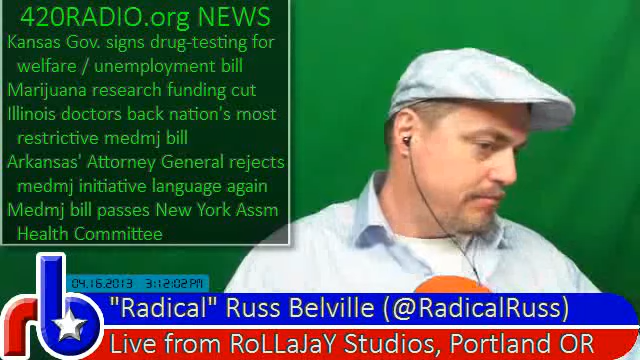 420RADIO.org NEWS
Kansas Gov. signs drug-testing for
welfare / unemployment bill
Marijuana research funding cut
Illinois doctors back nation's most
restrictive medmj bill
Arkansas' Attorney General rejects
medmj initiative language again
Medmj bill passes New York Assm
Health Committee
04.16.2013 3:12:02PM
rb
"Radical" Russ Belville (@RadicalRuss)
Live from RoLLaJaY Studios, Portland OR